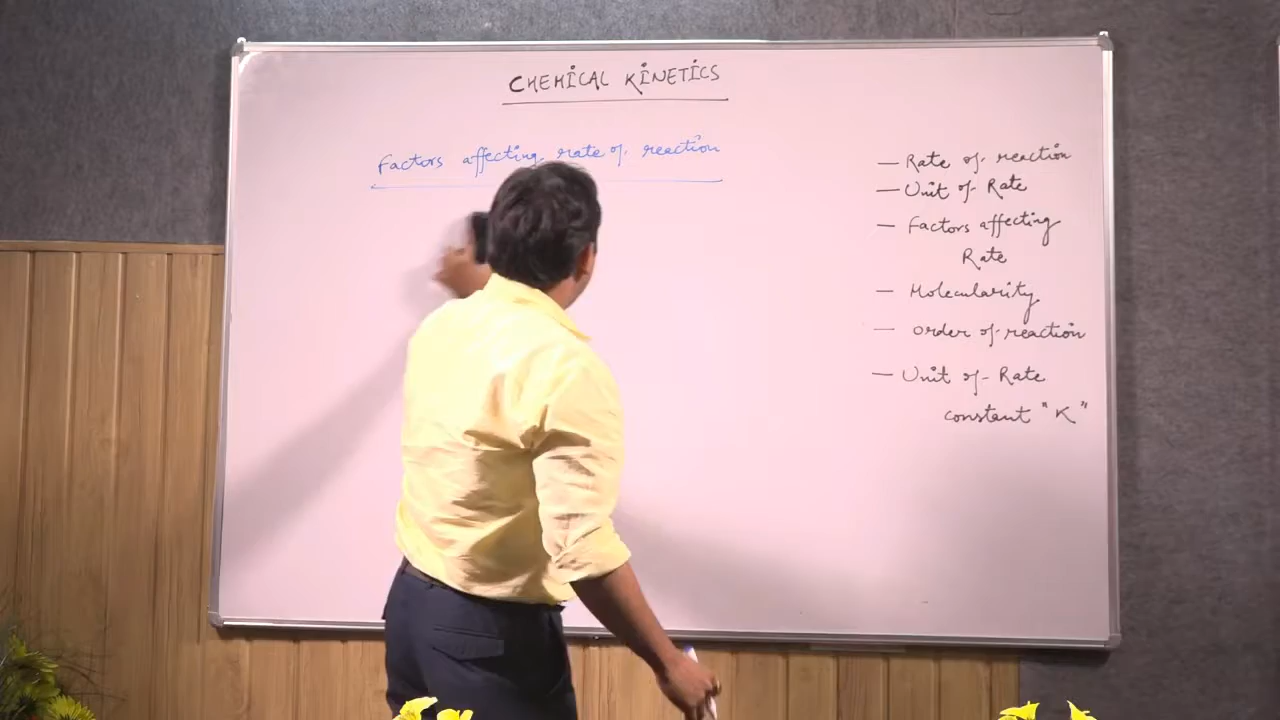 CHEMICAL KINETICS
Factors affecting rate of reaction
— Rate of reaction
— Unit of Rate
— Factors affecting
Rate
— Molecularity
— Order of reaction
— Unit of Rate
constant "K"